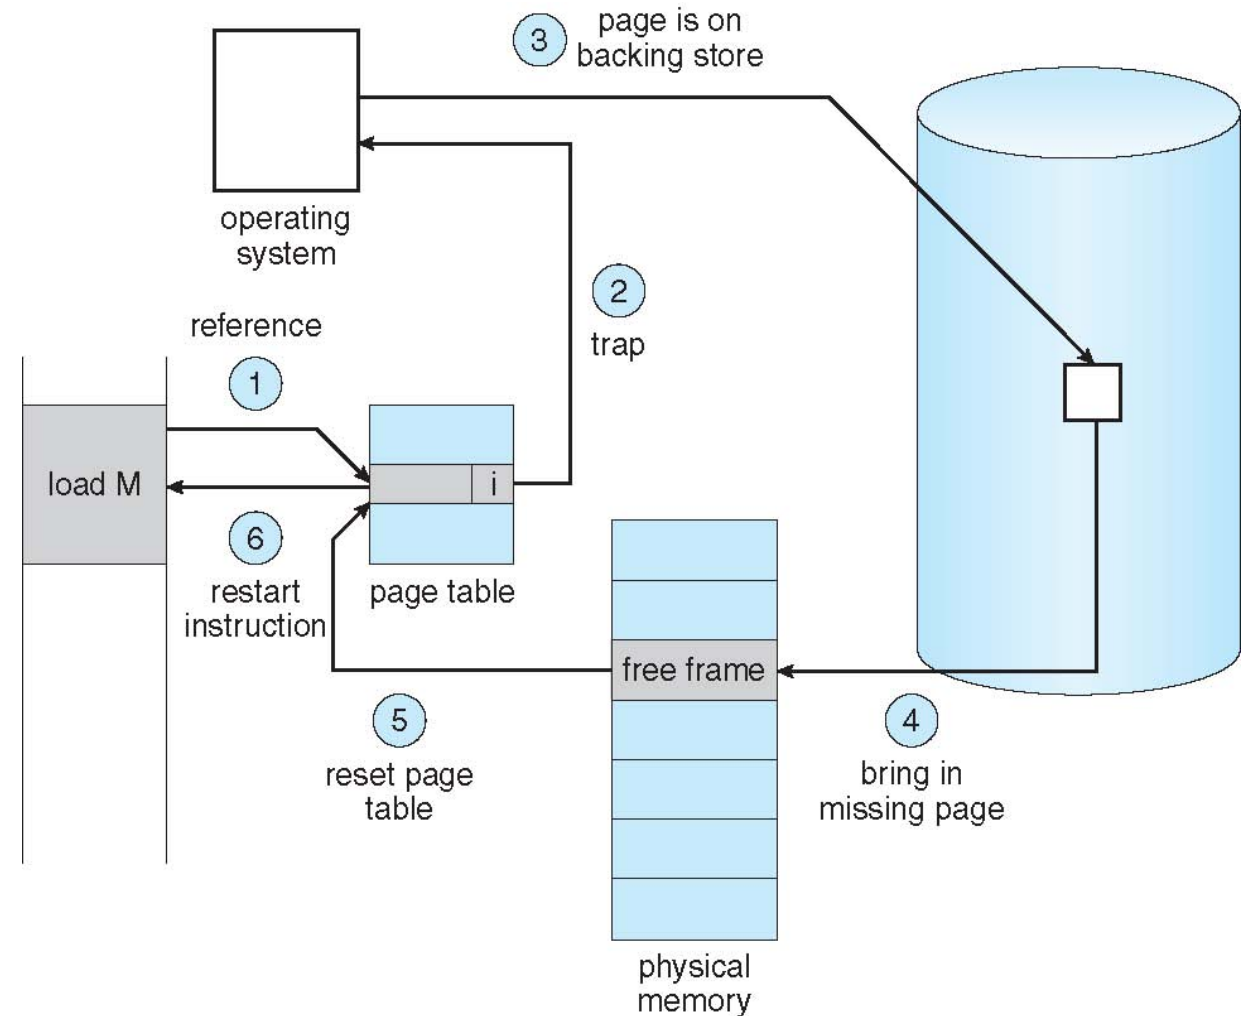 3
page is on
backing store
operating
system
2
trap
reference
1
load M
i
6
restart
instruction
page table
free frame
5
reset page
table
4
bring in
missing page
physical
memory